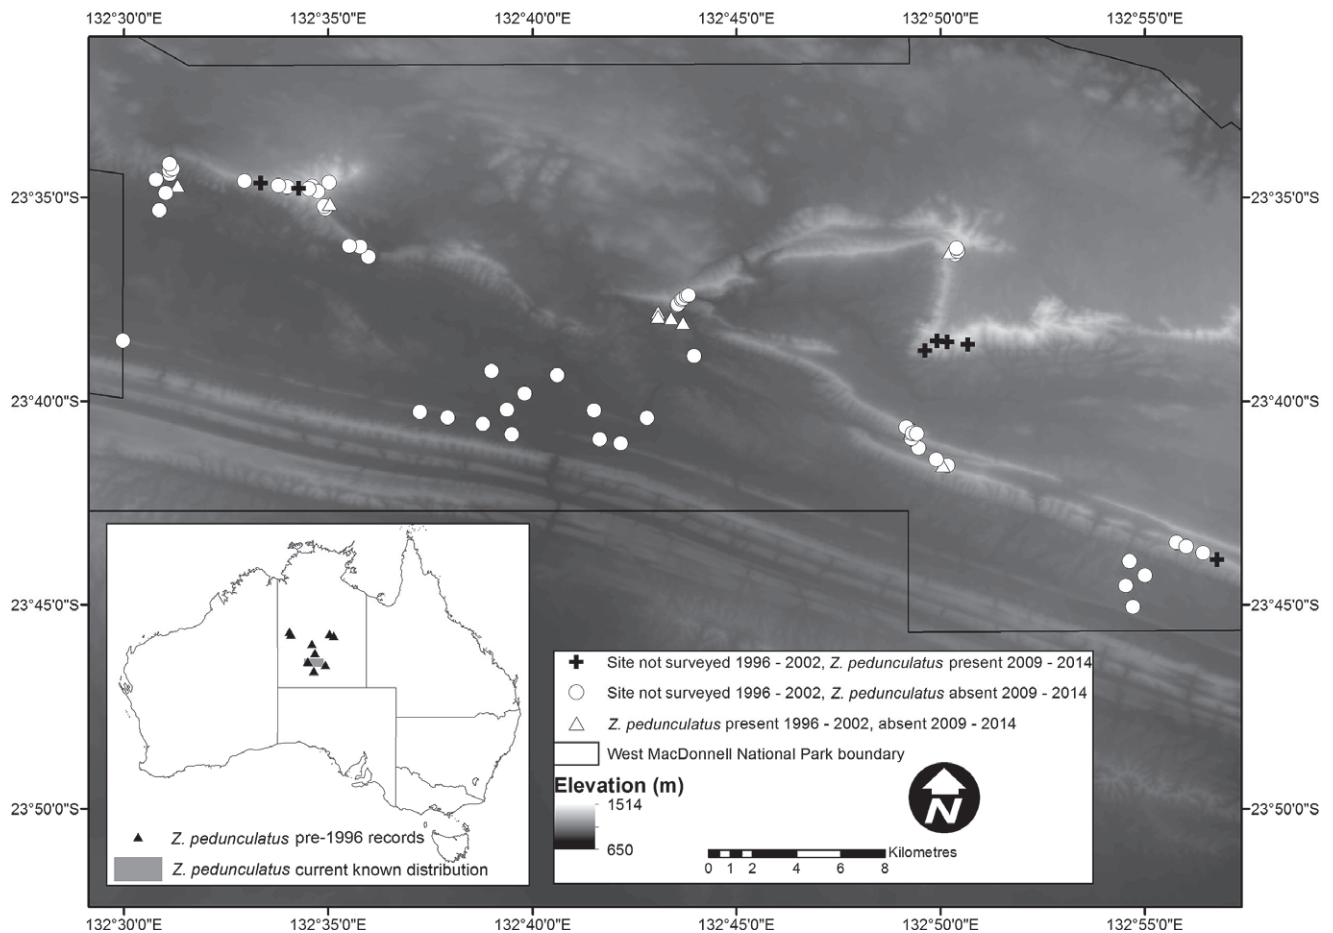 132°30'0"E 132°35'0"E 132°40'0"E 132°45'0"E 132°50'0"E 132°55'0"E
23°35'0"S 23°35'0"S
23°40'0"S 23°40'0"S
23°45'0"S 23°45'0"S
23°50'0"S 23°50'0"S
Z. pedunculatus pre-1996 records
Z. pedunculatus current known distribution
Site not surveyed 1996 - 2002, Z. pedunculatus present 2009 - 2014
Site not surveyed 1996 - 2002, Z. pedunculatus absent 2009 - 2014
Z. pedunculatus present 1996 - 2002, absent 2009 - 2014
West MacDonnell National Park boundary
Elevation (m)
1514
650
N
Kilometres
0 1 2 4 6 8
132°30'0"E 132°35'0"E 132°40'0"E 132°45'0"E 132°50'0"E 132°55'0"E